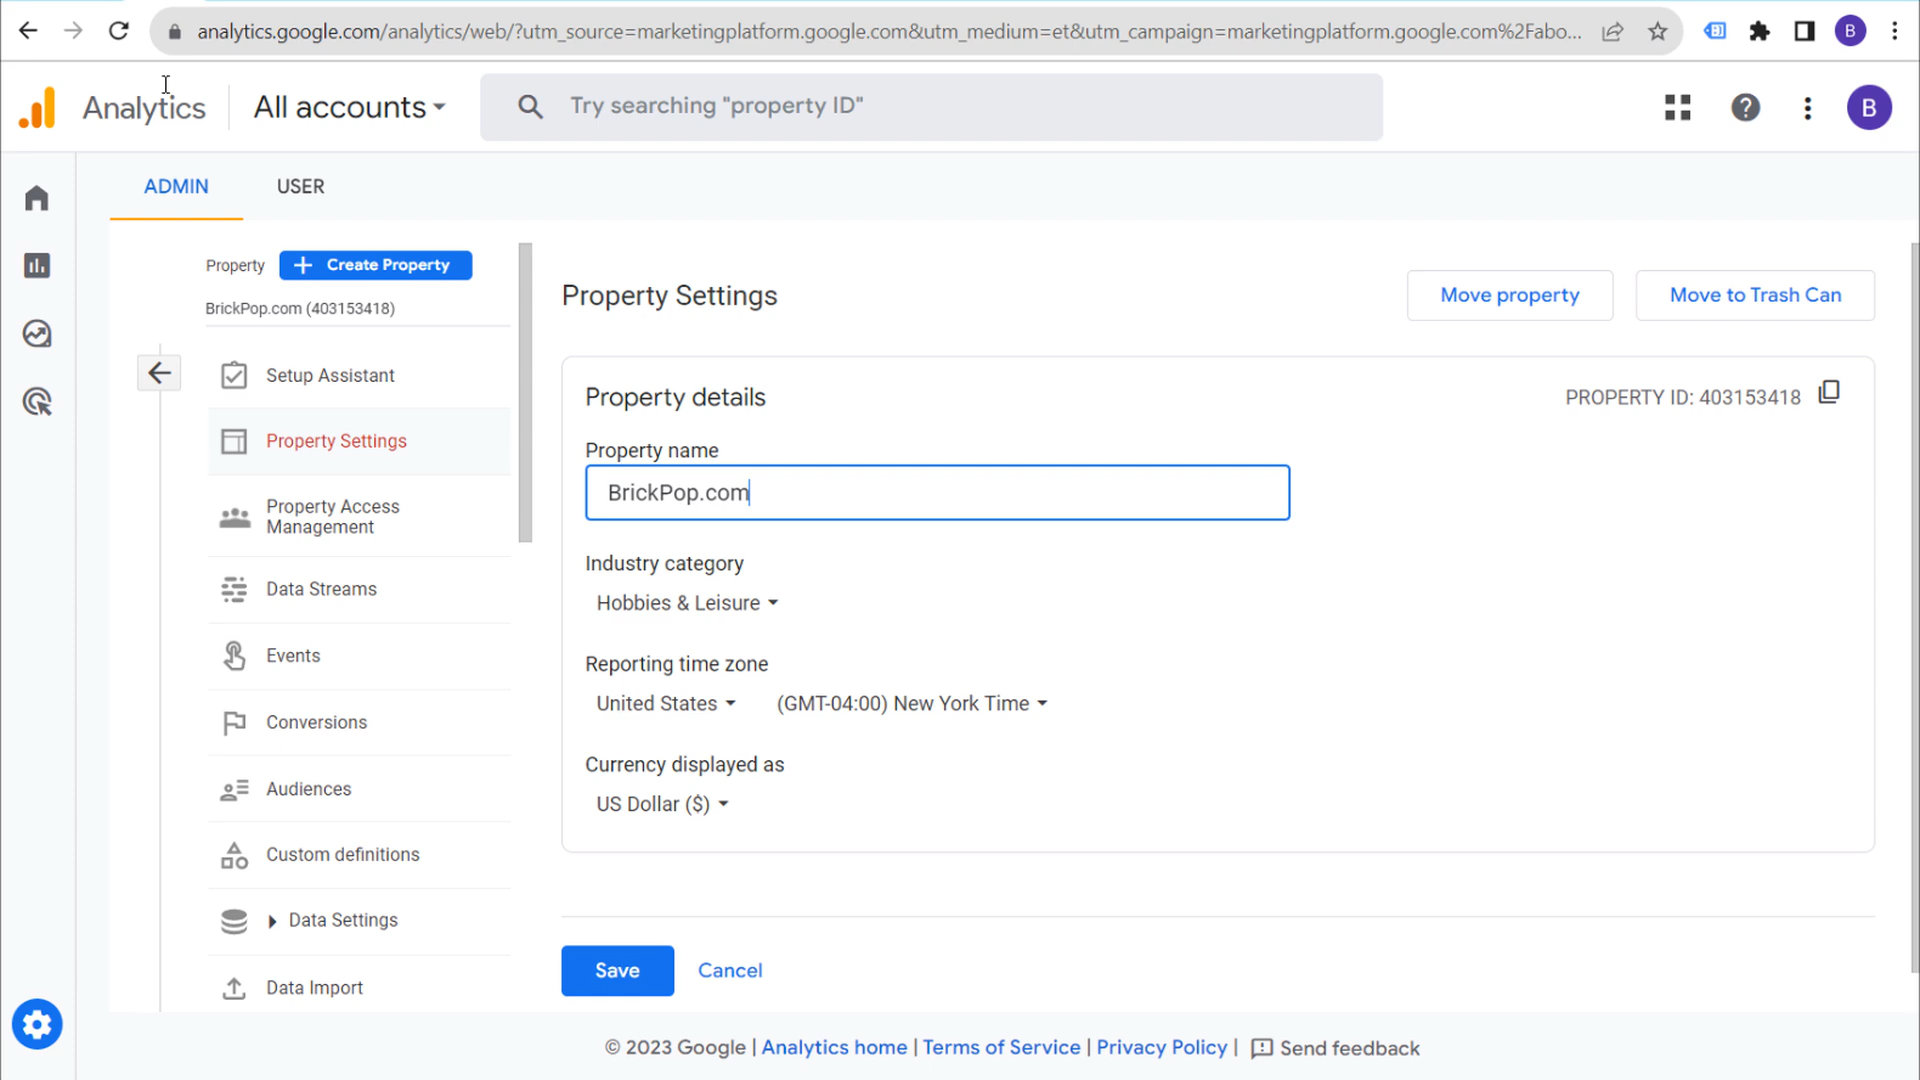 analytics.google.com/analytics/web/?utm_source=marketingplatform.google.com&utm_medium=et&utm_campaign=marketingplatform.google.com%2Fabo...
B
Analytics
All accounts
Try searching "property ID"
B
ADMIN
USER
Property
Create Property
BrickPop.com (403153418)
Setup Assistant
Property Settings
Property Access
Management
Data Streams
Events
Conversions
Audiences
Custom definitions
Data Settings
Data Import
Property Settings
Move property
Move to Trash Can
Property details
PROPERTY ID: 403153418
Property name
BrickPop.com
Industry category
Hobbies & Leisure
Reporting time zone
United States
(GMT-04:00) New York Time
Currency displayed as
US Dollar ($)
Save
Cancel
© 2023 Google | Analytics home | Terms of Service | Privacy Policy | Send feedback